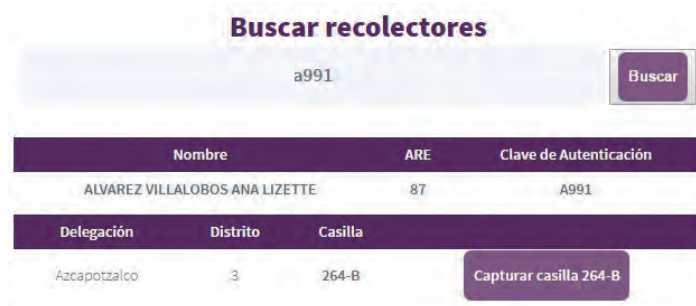 Buscar recolectores
a991 Buscar
Nombre ARE Clave de Autenticación
ALVAREZ VILLALOBOS ANA LIZETTE 87 A991
Delegación Distrito Casilla
Azcapotzalco 3 264-B Capturar casilla 264-B